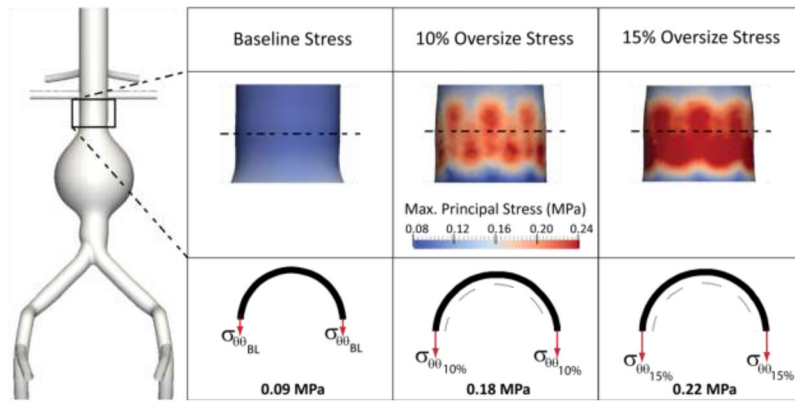 Baseline Stress
10% Oversize Stress
15% Oversize Stress
Max. Principal Stress (MPa)
0.08 0.12 0.16 0.20 0.24
σθθBL
σθθBL
σθθ10%
σθθ10%
σθθ15%
σθθ15%
0.09 MPa
0.18 MPa
0.22 MPa